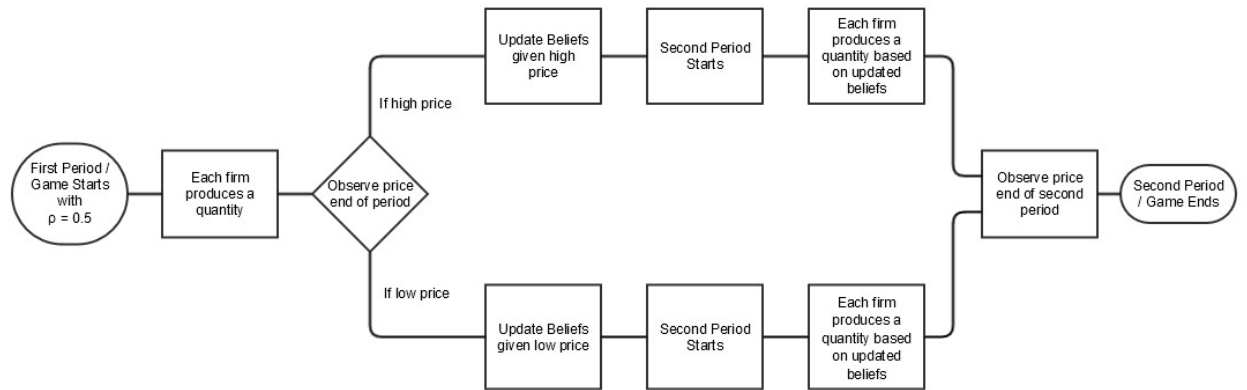 First Period /
Game Starts
with
ρ = 0.5
Each firm
produces a
quantity
Observe price
end of period
If high price
Update Beliefs
given high
price
Second Period
Starts
Each firm
produces a
quantity based
on updated
beliefs
If low price
Update Beliefs
given low price
Second Period
Starts
Each firm
produces a
quantity based
on updated
beliefs
Observe price
end of second
period
Second Period
/ Game Ends